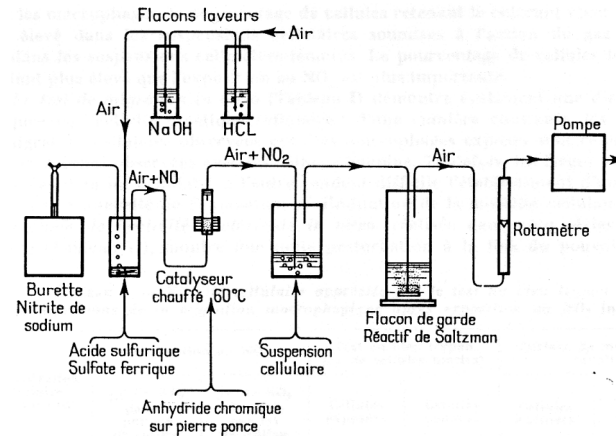 Flacons laveurs
Air
Air
NaOH
HCL
Pompe
Air+NO
Air+NO2
Air
Rotamètre
Burette
Nitrite de
sodium
Catalyseur
chauffé 60°C
Flacon de garde
Réactif de Saltzman
Acide sulfurique
Sulfate ferrique
Suspension
cellulaire
Anhydride chromique
sur pierre ponce